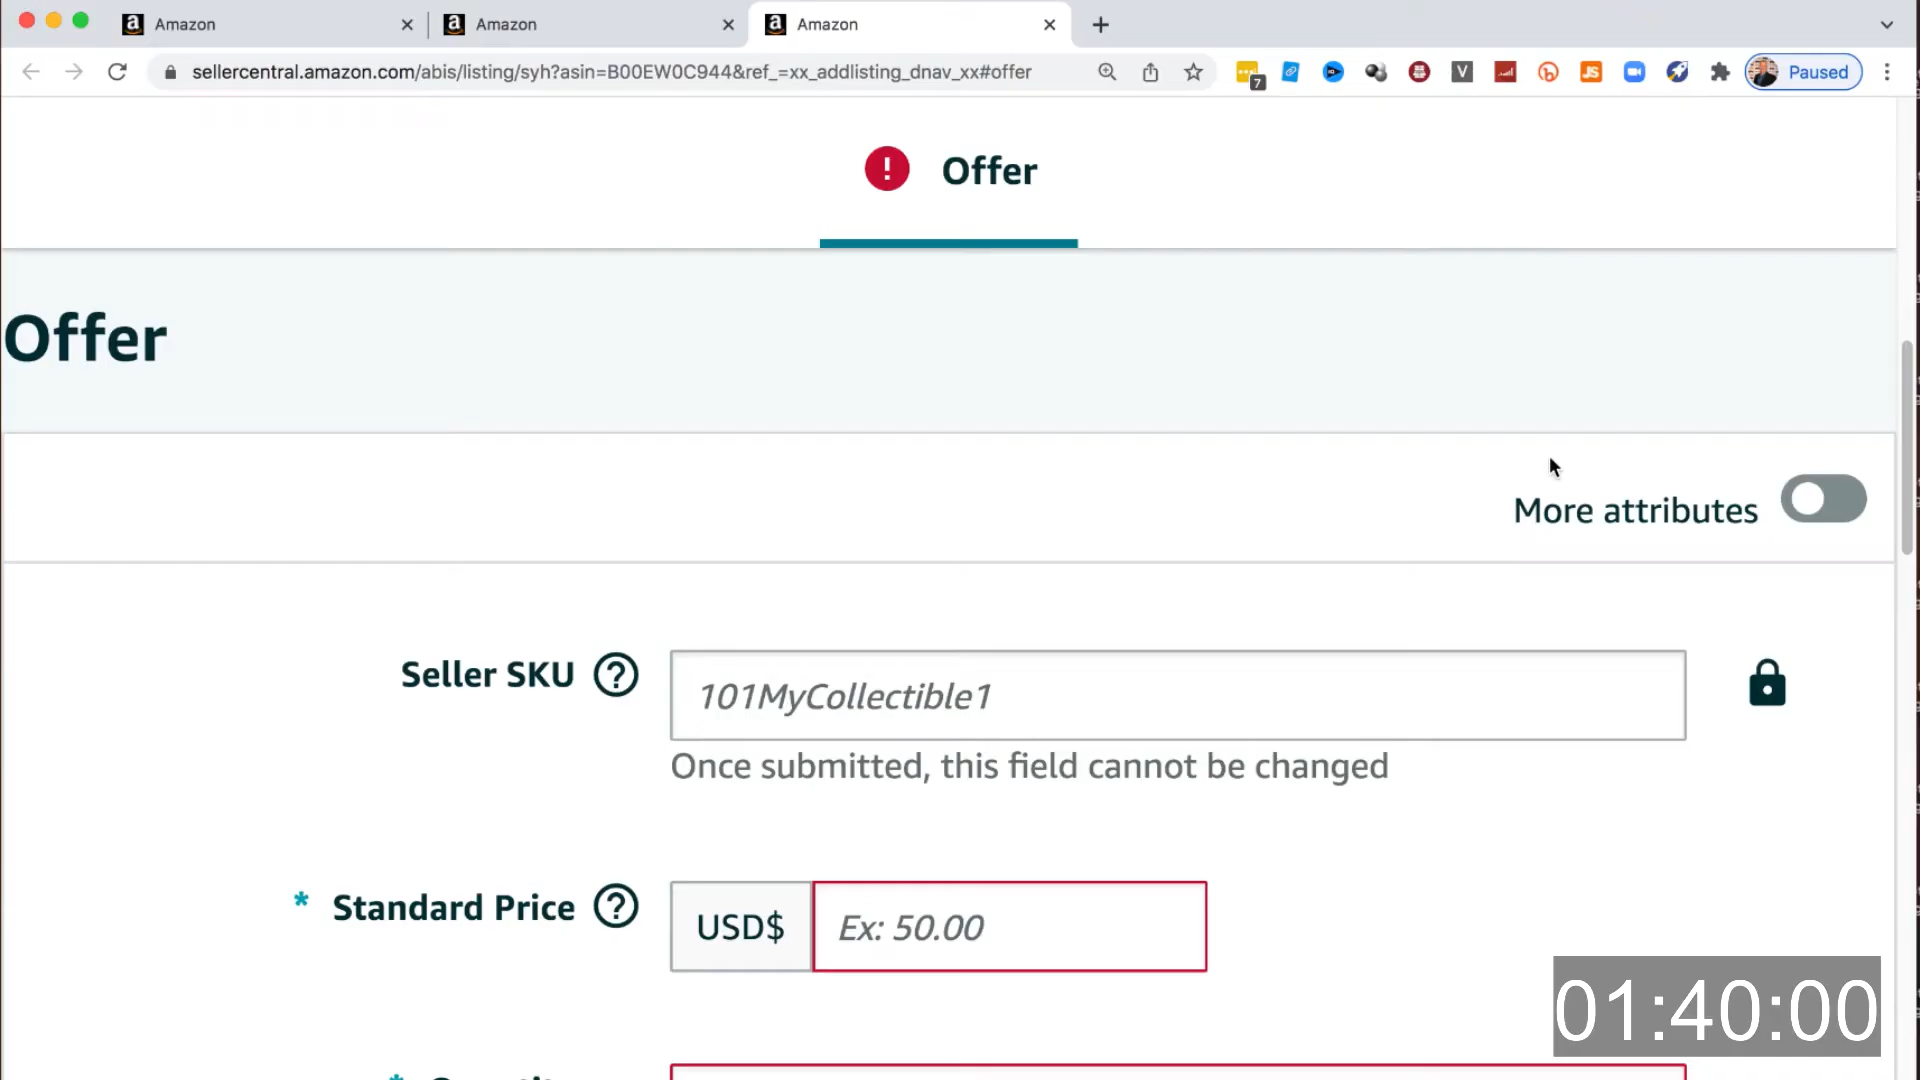 Amazon
Amazon
Amazon
sellercentral.amazon.com/abis/listing/syh?asin=B00EW0C944&ref_=xx_addlisting_dnav_xx#offer
7
V
JS
Paused
! Offer
Offer
More attributes
Seller SKU ? 101MyCollectible1
Once submitted, this field cannot be changed
* Standard Price ? USD$ Ex: 50.00
01:40:00